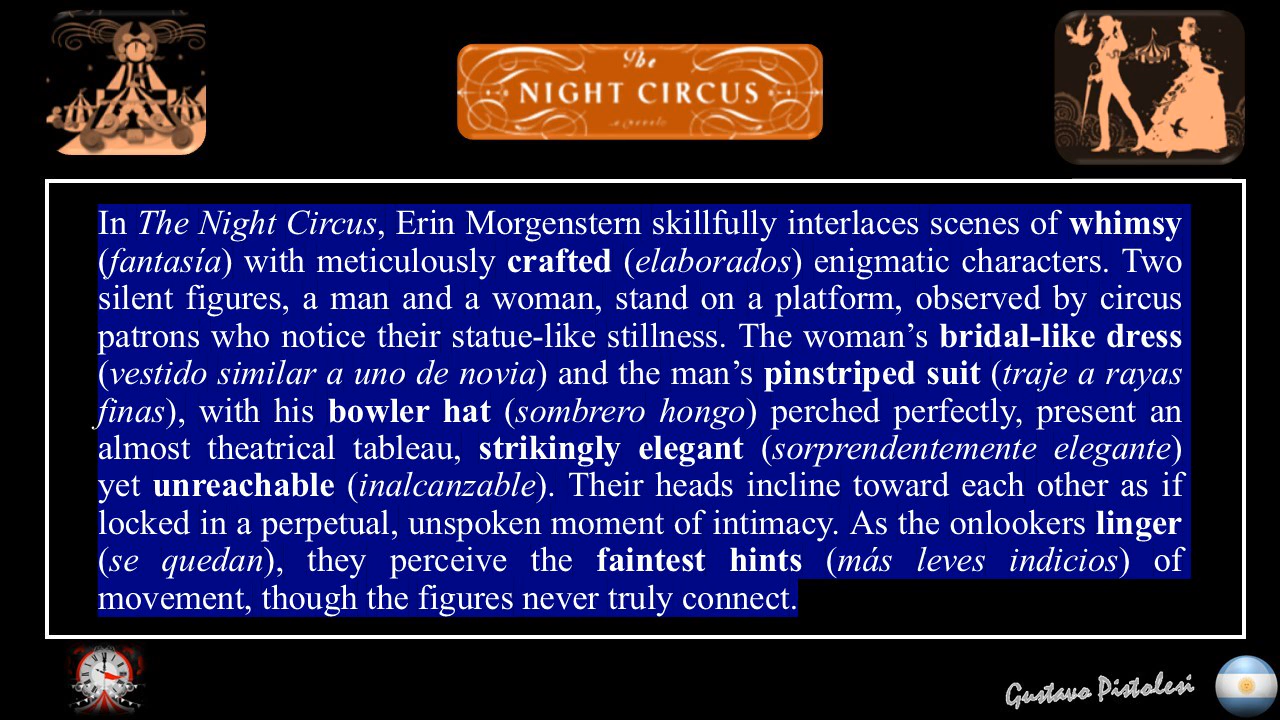 The
NIGHT CIRCUS
a novel
In The Night Circus, Erin Morgenstern skillfully interlaces scenes of whimsy
(fantasía) with meticulously crafted (elaborados) enigmatic characters. Two
silent figures, a man and a woman, stand on a platform, observed by circus
patrons who notice their statue-like stillness. The woman’s bridal-like dress
(vestido similar a uno de novia) and the man’s pinstriped suit (traje a rayas
finas), with his bowler hat (sombrero hongo) perched perfectly, present an
almost theatrical tableau, strikingly elegant (sorprendentemente elegante)
yet unreachable (inalcanzable). Their heads incline toward each other as if
locked in a perpetual, unspoken moment of intimacy. As the onlookers linger
(se quedan), they perceive the faintest hints (más leves indicios) of
movement, though the figures never truly connect.
Gustavo Pistolesi